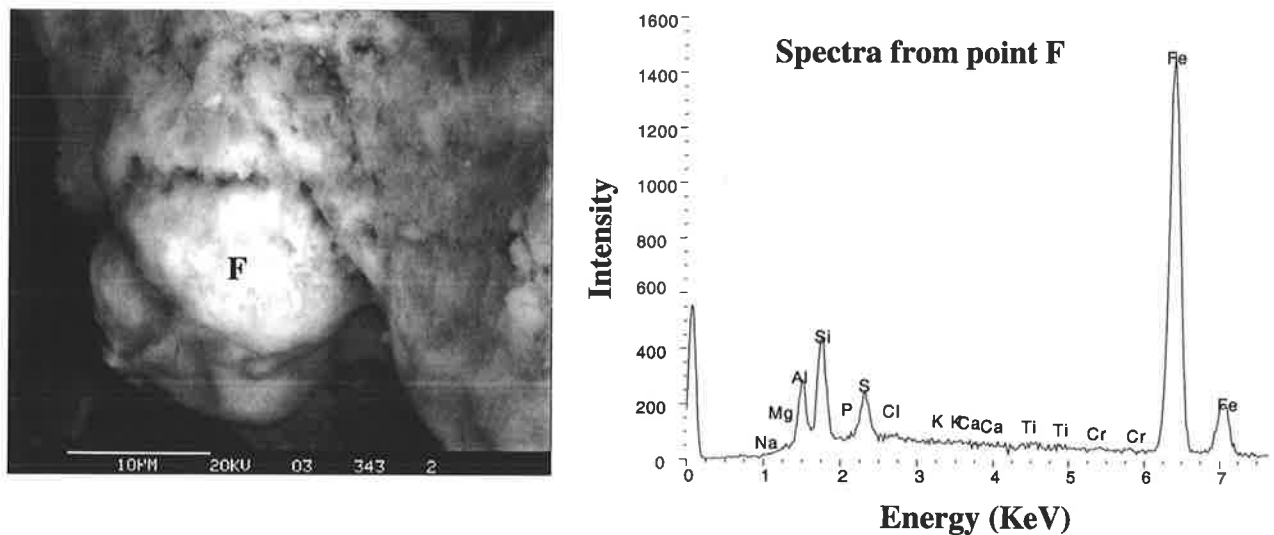 F
10µM 20KV 03 343 2
Spectra from point F
Intensity
1600
1400
1200
1000
800
600
400
200
0
Fe
Si
Al
S
Mg
P
Cl
Na
K K Ca Ca Ti Ti Cr Cr
Fe
0 1 2 3 4 5 6 7
Energy (KeV)